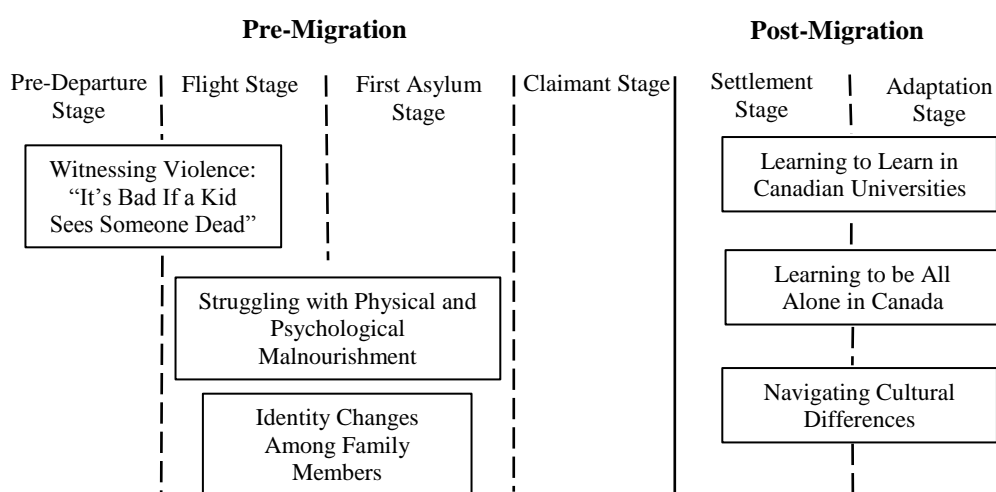 Pre-Migration
Post-Migration
Pre-Departure
Stage
Flight Stage
First Asylum
Stage
Claimant Stage
Settlement
Stage
Adaptation
Stage
Witnessing Violence:
“It’s Bad If a Kid
Sees Someone Dead”
Learning to Learn in
Canadian Universities
Struggling with Physical and
Psychological
Malnourishment
Learning to be All
Alone in Canada
Identity Changes
Among Family
Members
Navigating Cultural
Differences